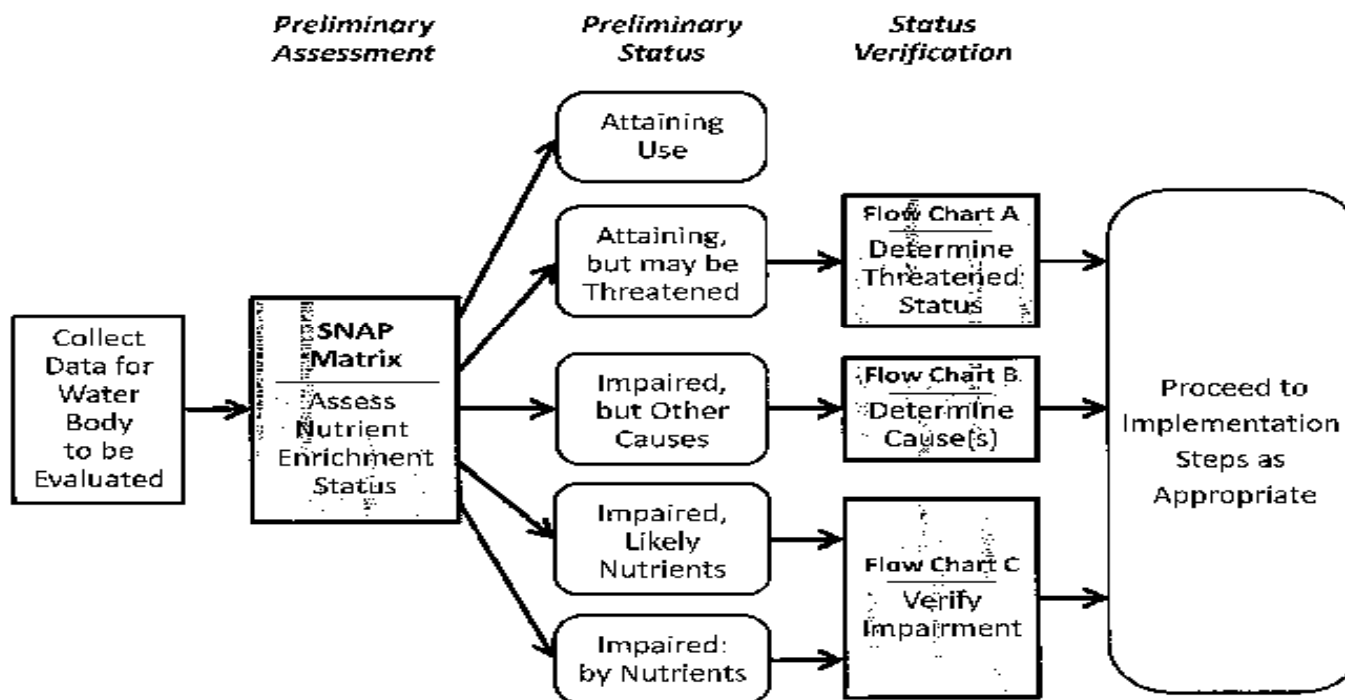 Preliminary
Assessment
Preliminary
Status
Status
Verification
Collect
Data for
Water
Body
to be
Evaluated
SNAP
Matrix
Assess
Nutrient
Enrichment
Status
Attaining
Use
Attaining,
but may be
Threatened
Impaired,
but Other
Causes
Impaired,
Likely
Nutrients
Impaired:
by Nutrients
Flow Chart A
Determine
Threatened
Status
Flow Chart B
Determine
Cause(s)
Flow Chart C
Verify
Impairment
Proceed to
Implementation
Steps as
Appropriate